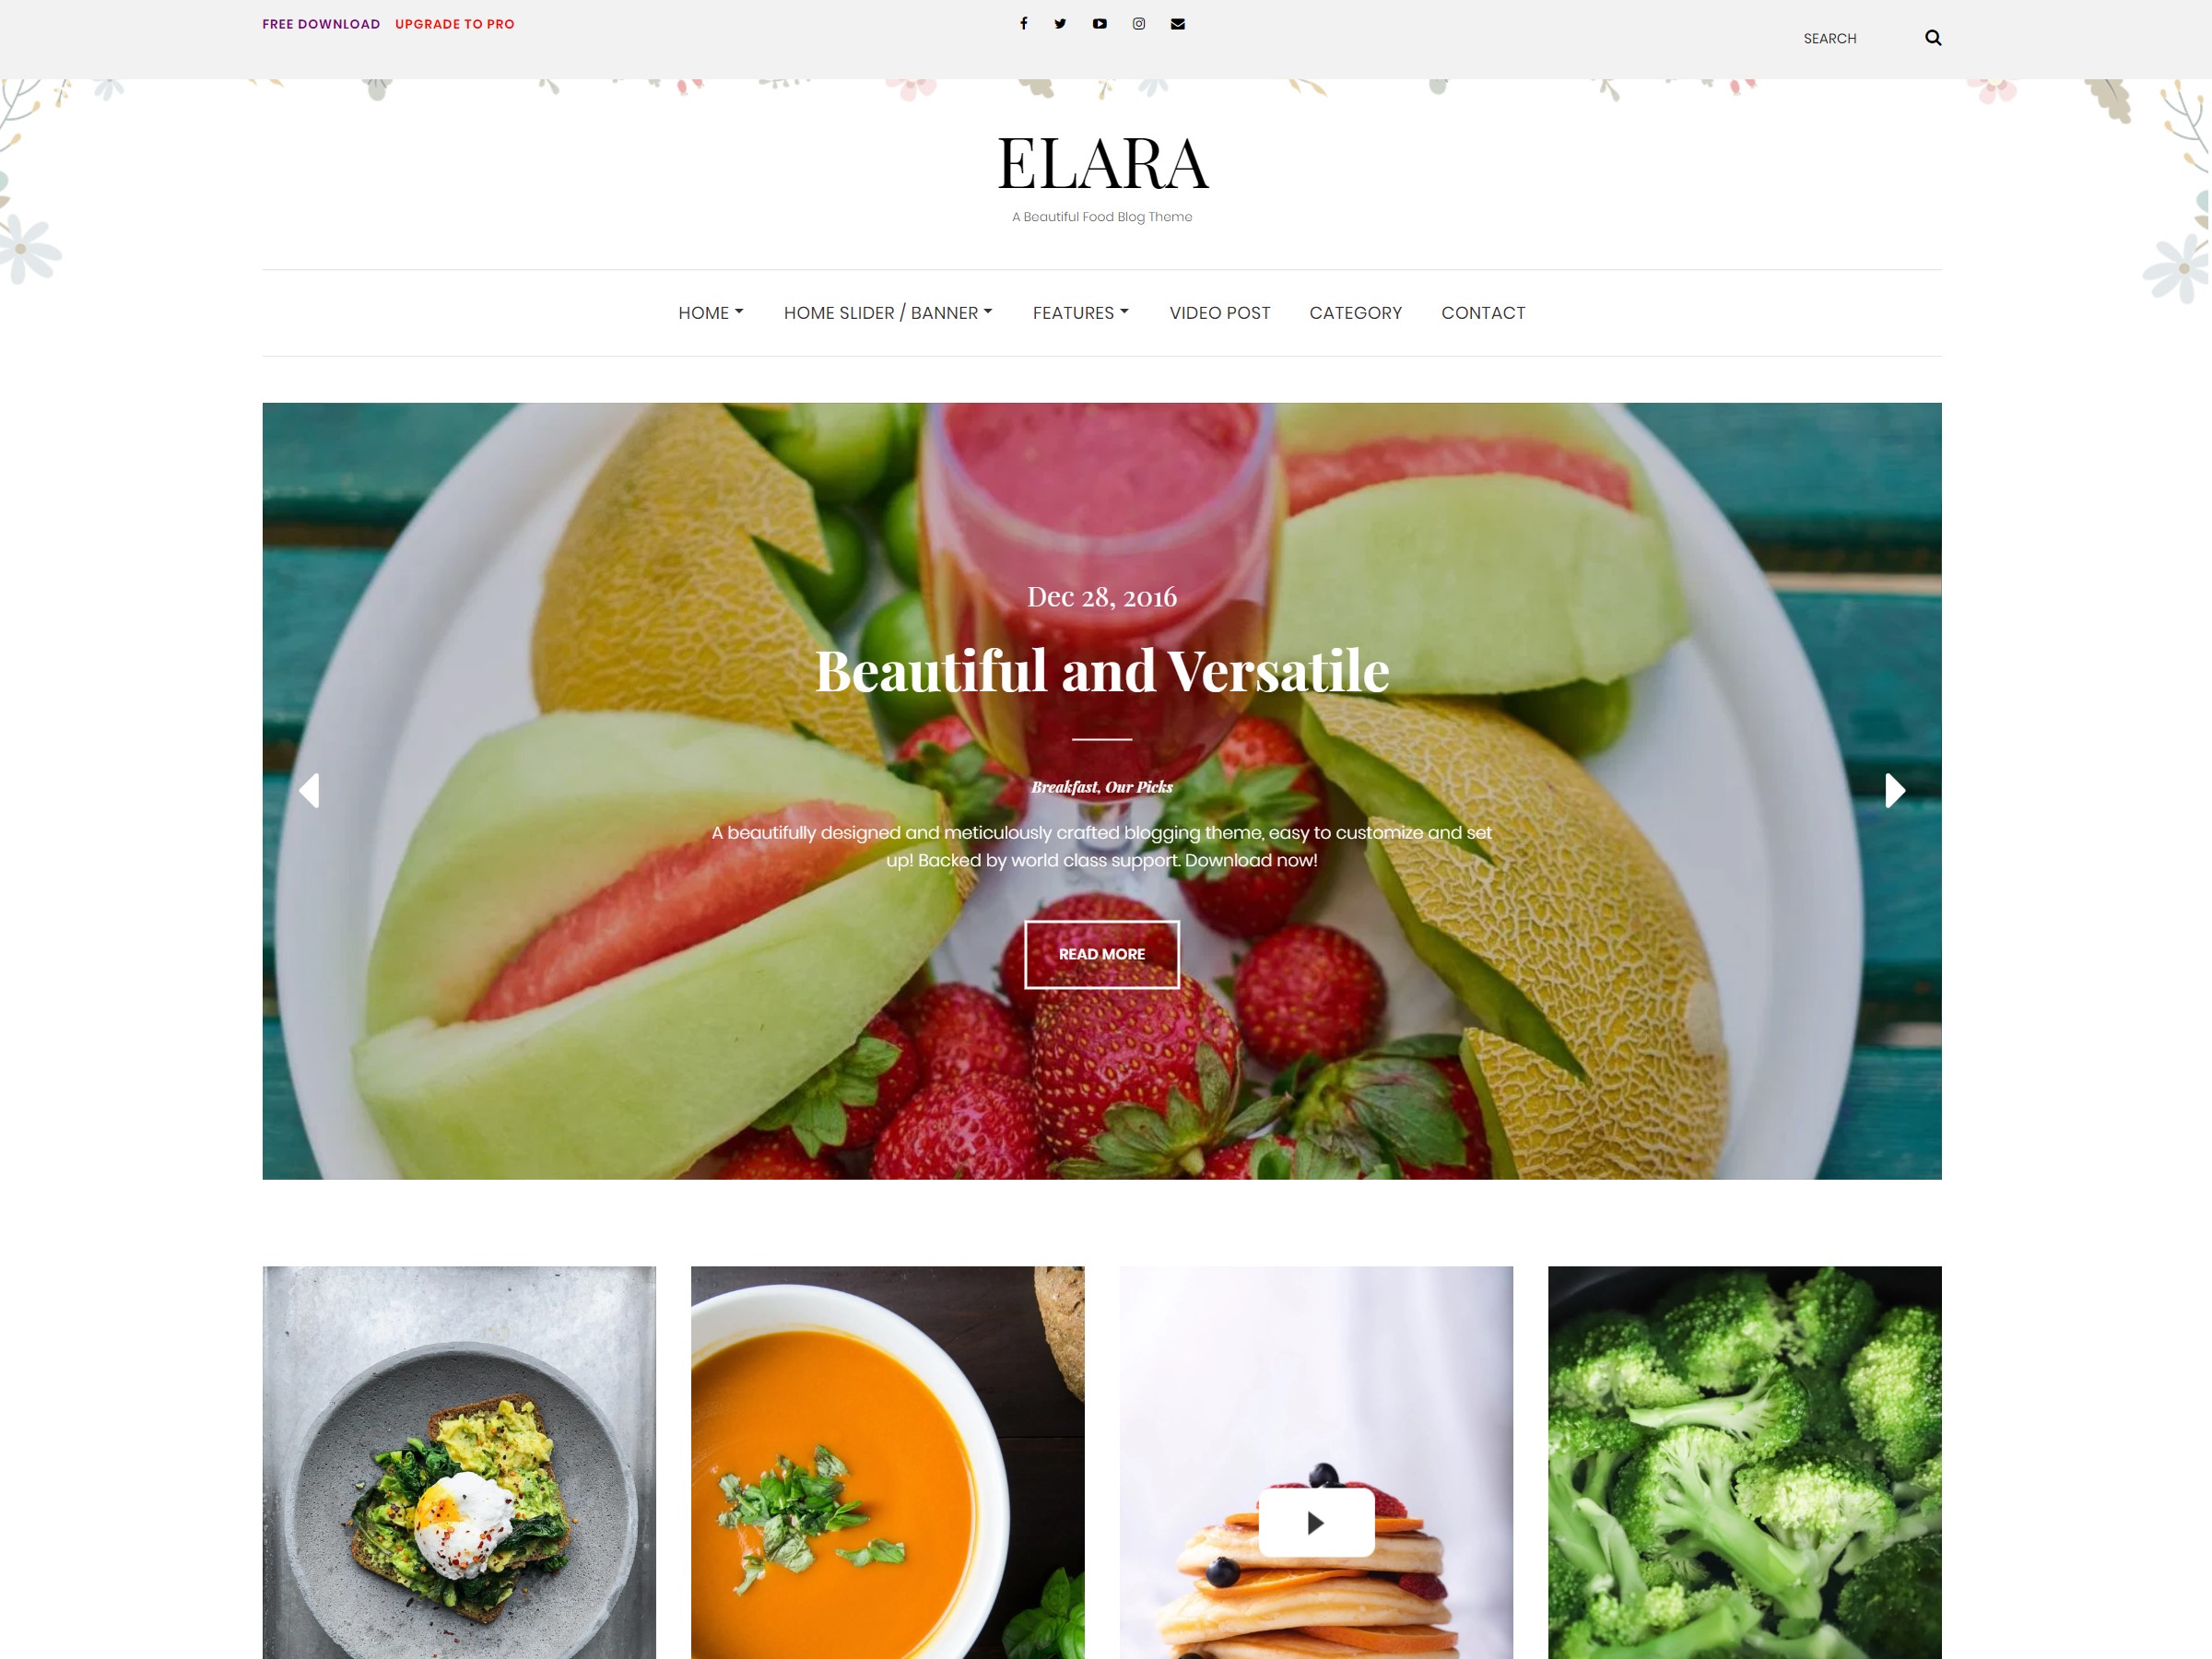 FREE DOWNLOAD UPGRADE TO PRO
SEARCH
ELARA
A Beautiful Food Blog Theme
HOME HOME SLIDER / BANNER FEATURES VIDEO POST CATEGORY CONTACT
Dec 28, 2016
Beautiful and Versatile
Breakfast, Our Picks
A beautifully designed and meticulously crafted blogging theme, easy to customize and set
up! Backed by world class support. Download now!
READ MORE